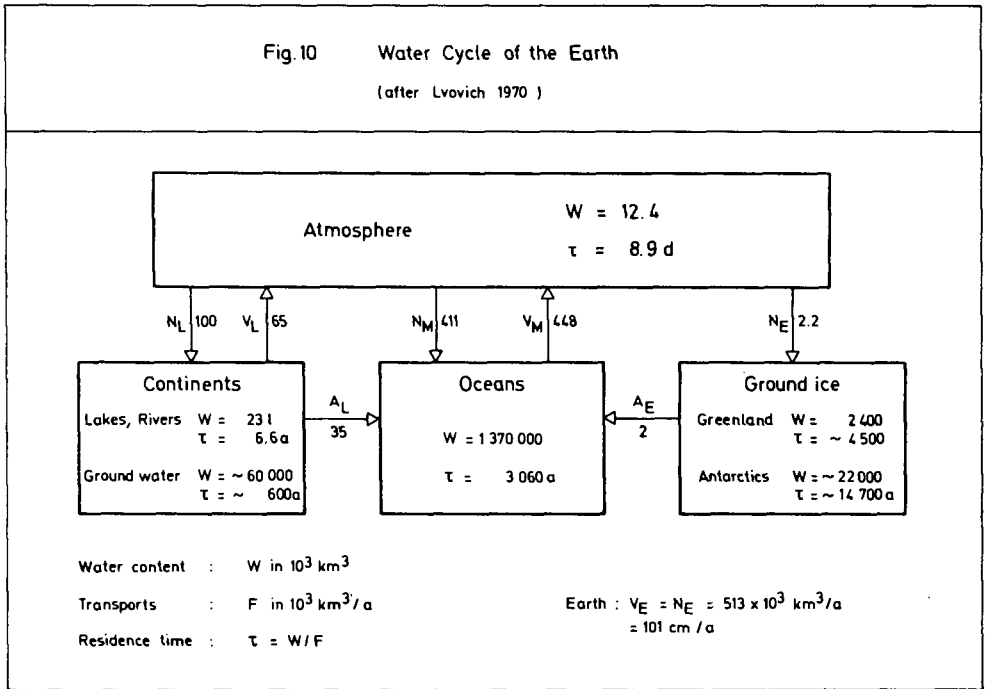 Fig.10 Water Cycle of the Earth
(after Lvovich 1970)
Atmosphere
W = 12.4
τ = 8.9 d
N_L 100
V_L 65
N_M 411
V_M 448
N_E 2.2
Continents
Lakes, Rivers W = 231
τ = 6.6a
Ground water W = ~ 60 000
τ = ~ 600a
A_L
35
Oceans
W = 1 370 000
τ = 3 060 a
A_E
2
Ground ice
Greenland W = 2 400
τ = ~ 4 500
Antarctics W = ~ 22 000
τ = ~ 14 700 a
Water content : W in 10³ km³
Transports : F in 10³ km³/a
Residence time : τ = W/F
Earth : V_E = N_E = 513 x 10³ km³/a
= 101 cm /a